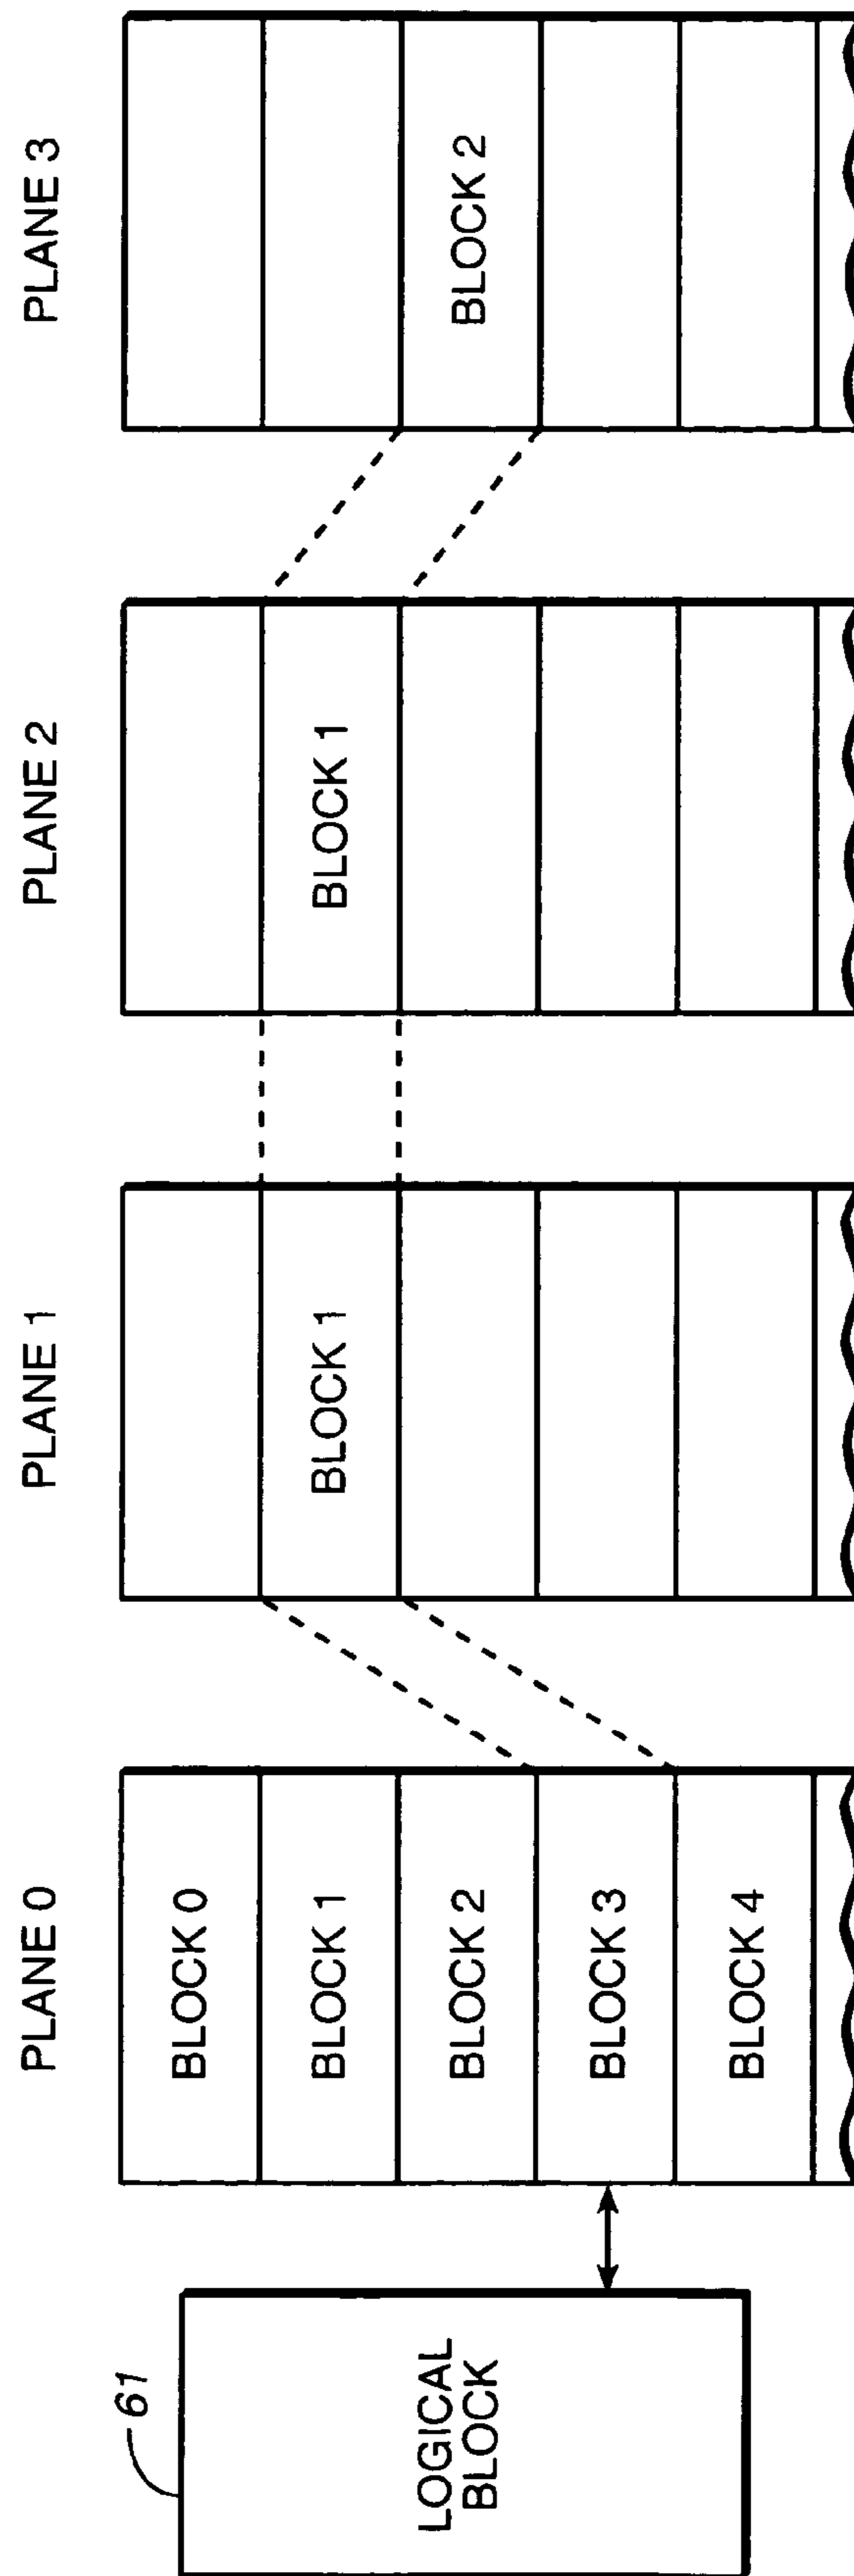 61
LOGICAL
BLOCK
PLANE 0
BLOCK 0
BLOCK 1
BLOCK 2
BLOCK 3
BLOCK 4
PLANE 1
BLOCK 1
PLANE 2
BLOCK 1
PLANE 3
BLOCK 2